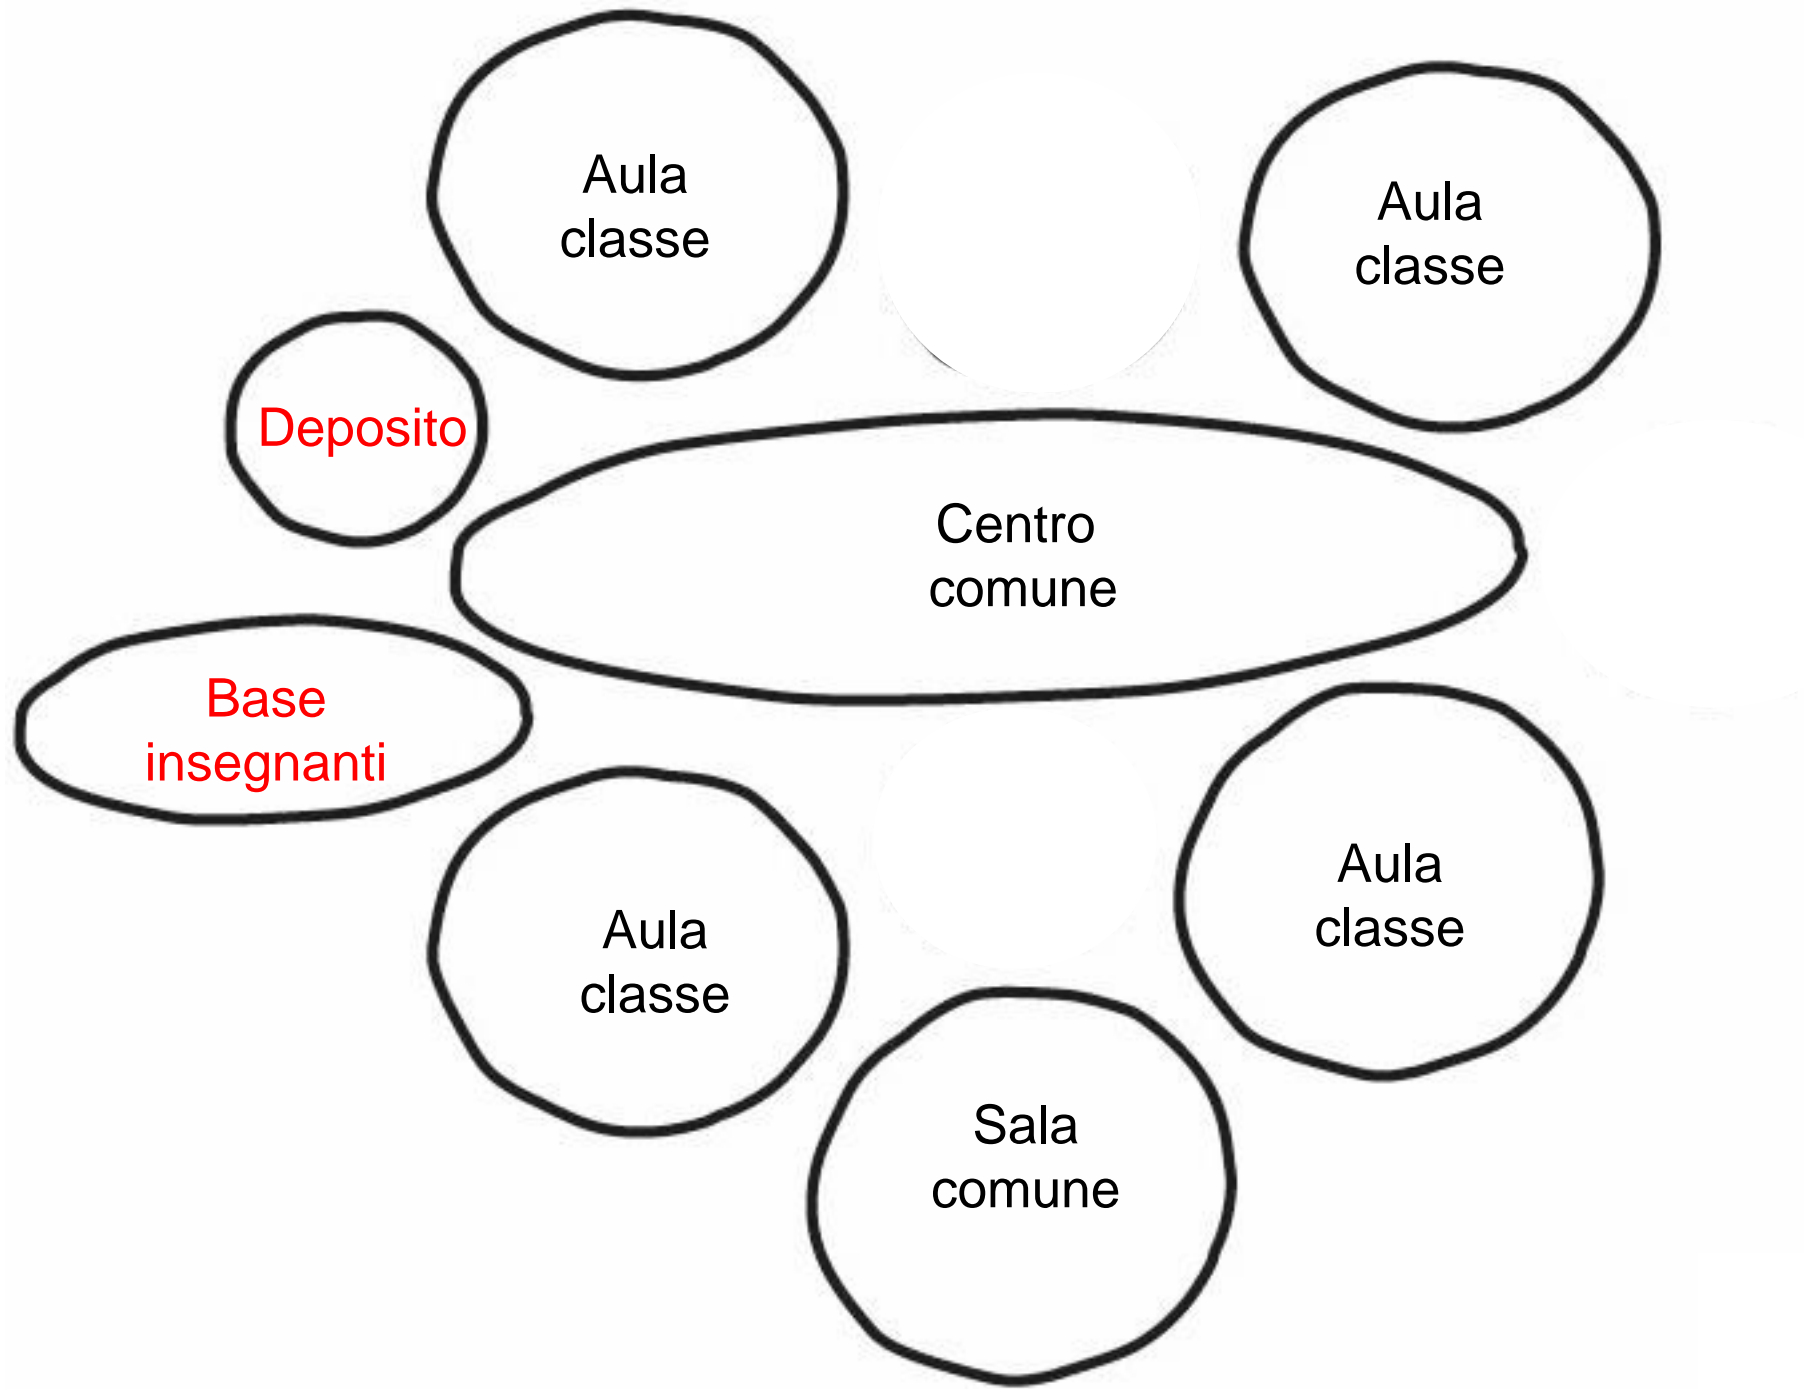 Aula
classe
Aula
classe
Deposito
Centro
comune
Base
insegnanti
Aula
classe
Aula
classe
Sala
comune